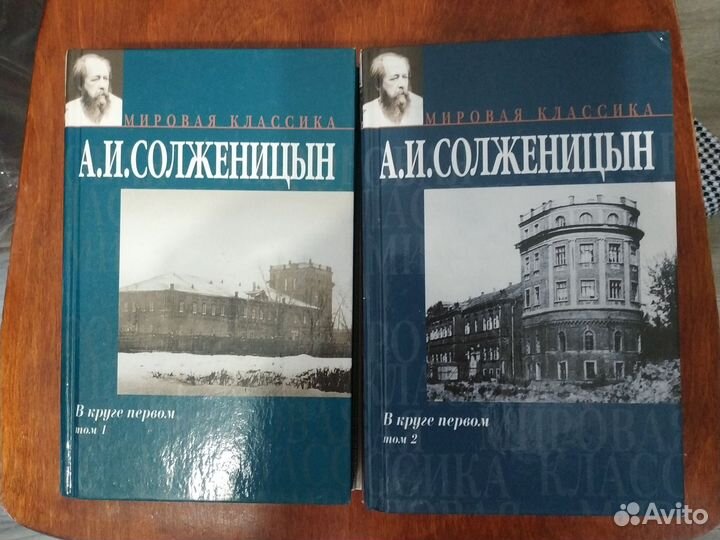 МИРОВАЯ КЛАССИКА
А.И.СОЛЖЕНИЦЫН
В круге первом
том 1
МИРОВАЯ КЛАССИКА
А.И.СОЛЖЕНИЦЫН
В круге первом
том 2
Avito